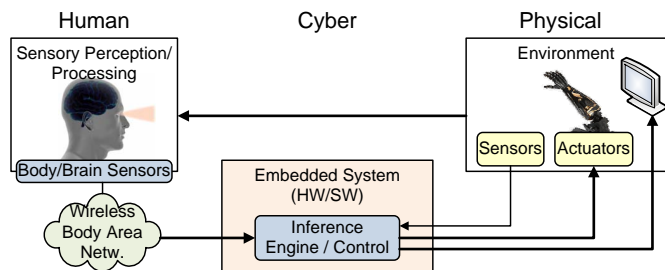 Human
Cyber
Physical
Sensory Perception/
Processing
Environment
Body/Brain Sensors
Sensors
Actuators
Wireless
Body Area
Netw.
Embedded System
(HW/SW)
Inference
Engine / Control